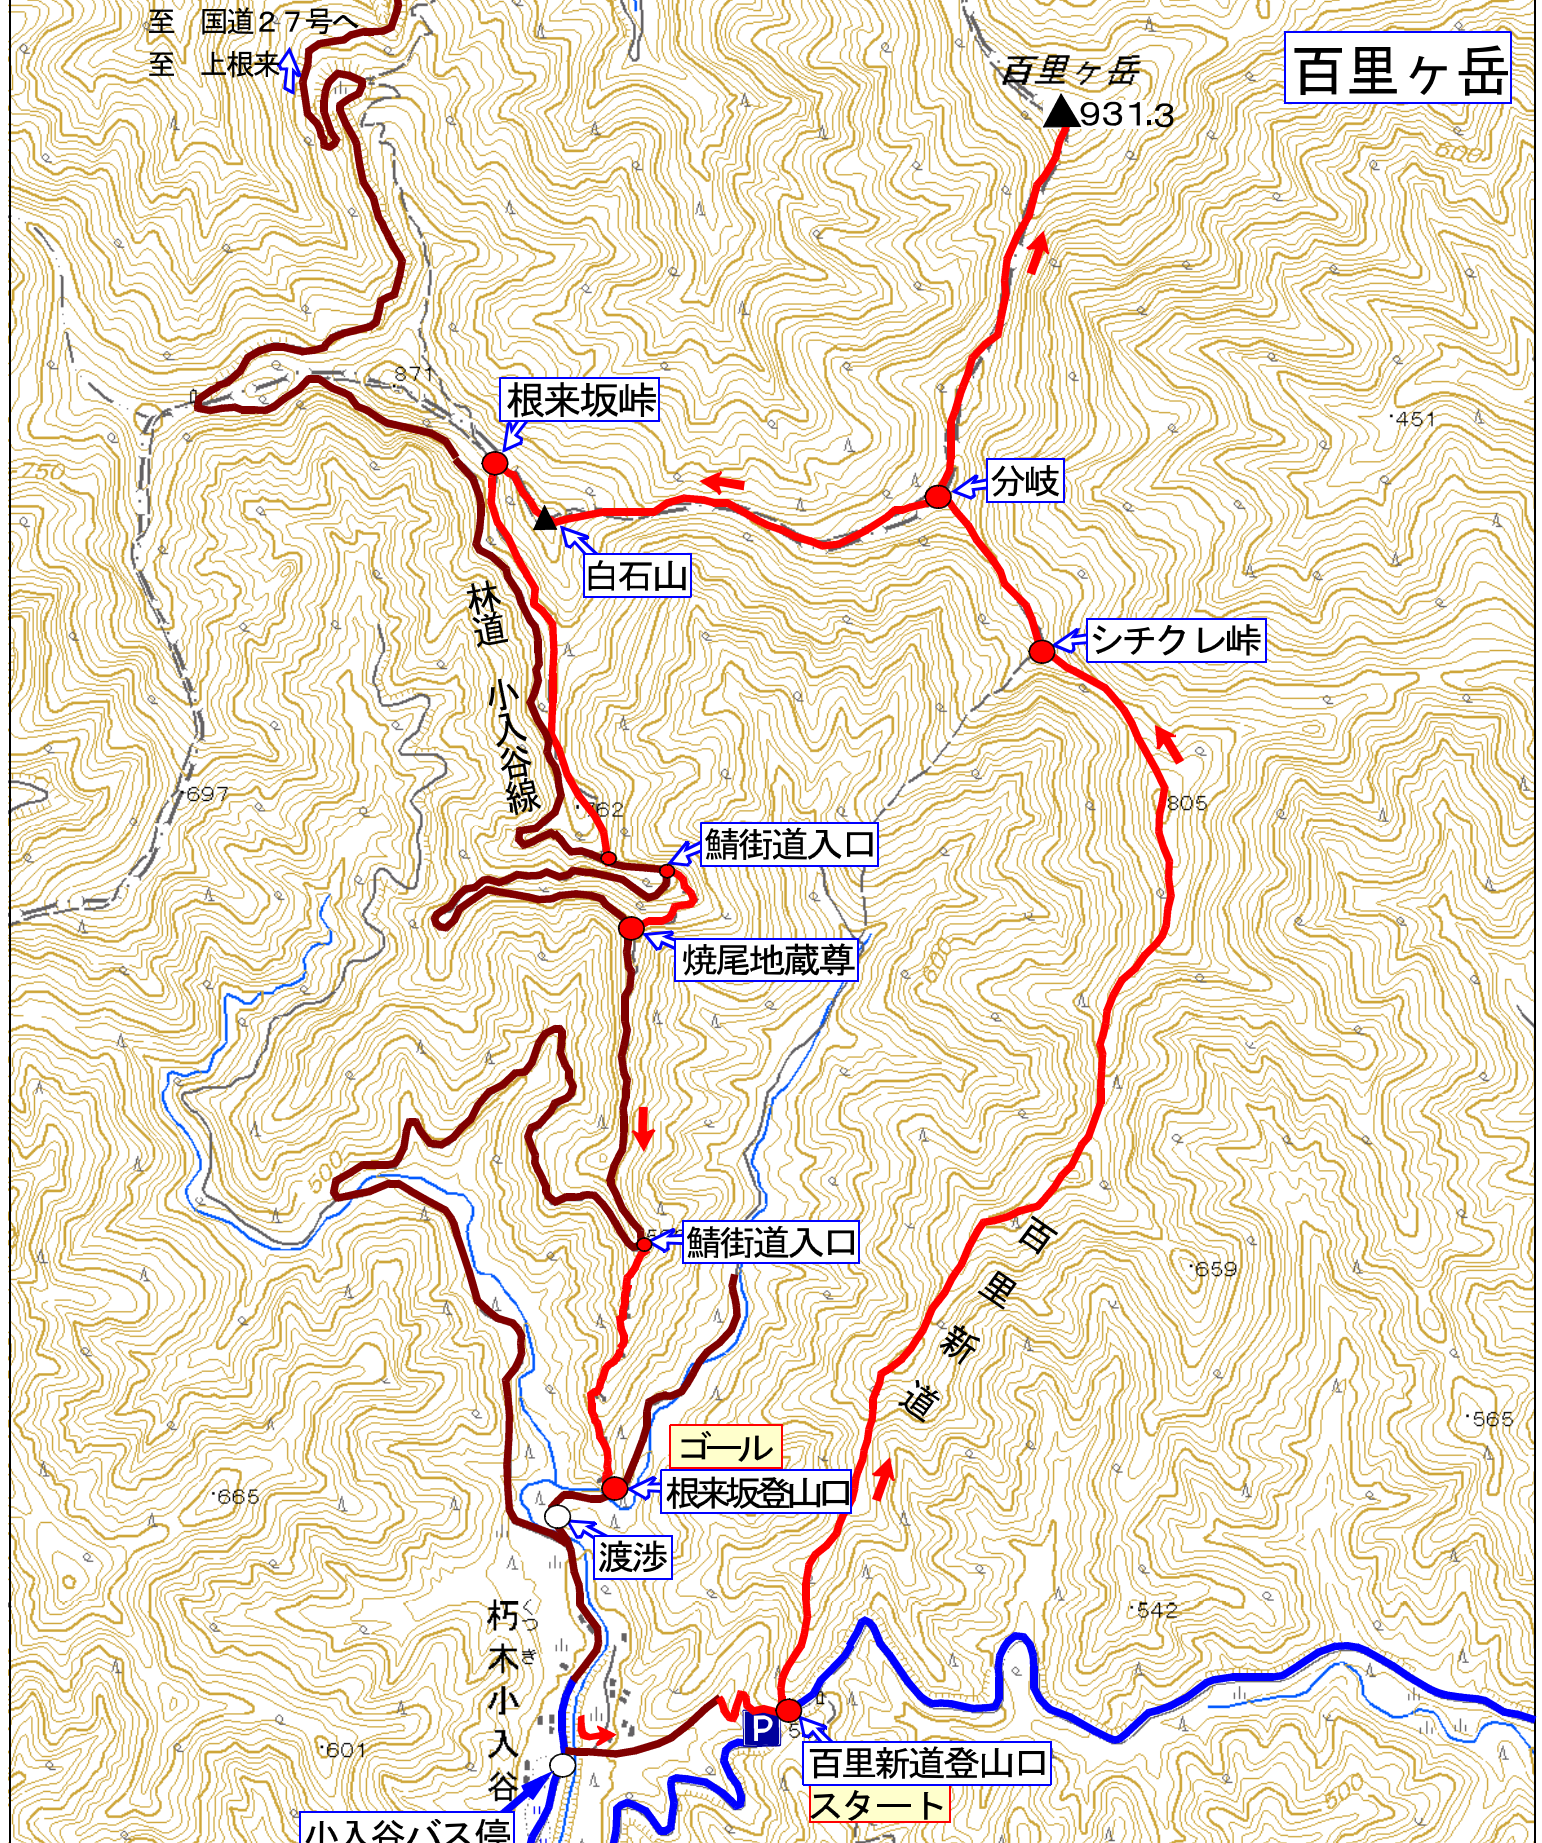 至　国道２７号へ
至　上根来
百里ヶ岳
931.3
百里ヶ岳
600
871
根来坂峠
451
750
分岐
白石山
林道　小入谷線
シチクレ峠
697
762
805
鯖街道入口
焼尾地蔵尊
600
500
鯖街道入口
百里新道
659
565
ゴール
根来坂登山口
665
渡渉
542
朽木小入谷
くつき
P
601
百里新道登山口
スタート
500
小入谷バス停